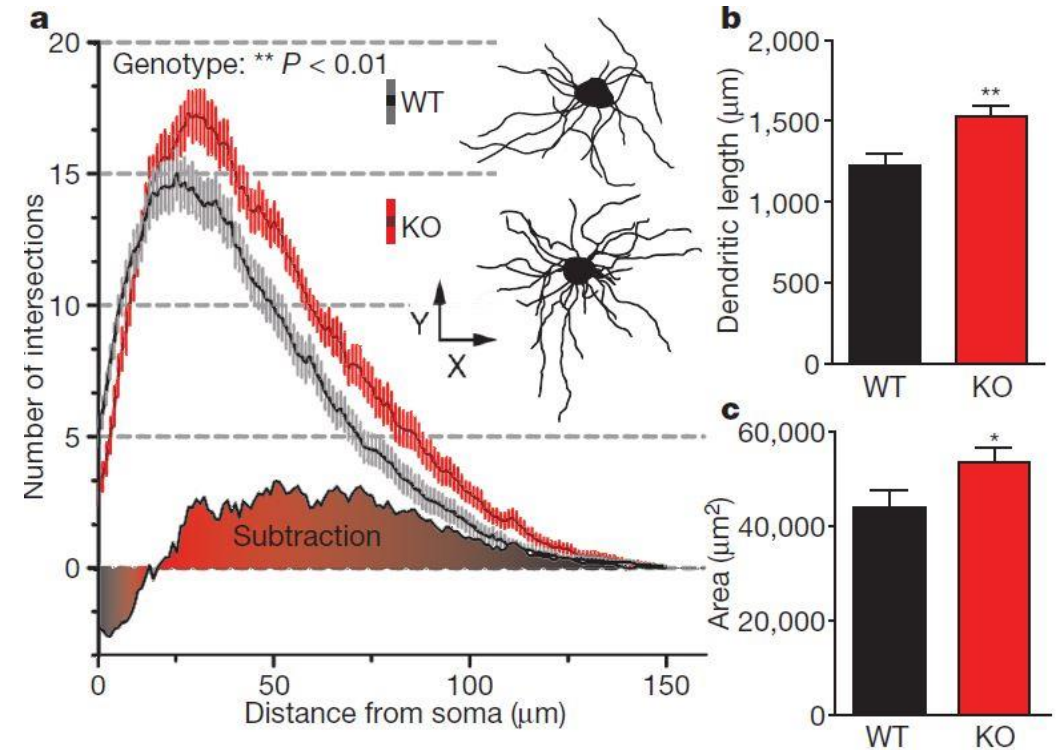 a
20
15
10
5
0
Number of intersections
Genotype: ** P < 0.01
WT
KO
Y
X
Subtraction
0 50 100 150
Distance from soma (μm)
b
2,000
1,500
1,000
500
0
Dendritic length (μm)
**
WT KO
c
60,000
40,000
20,000
0
Area (μm²)
*
WT KO